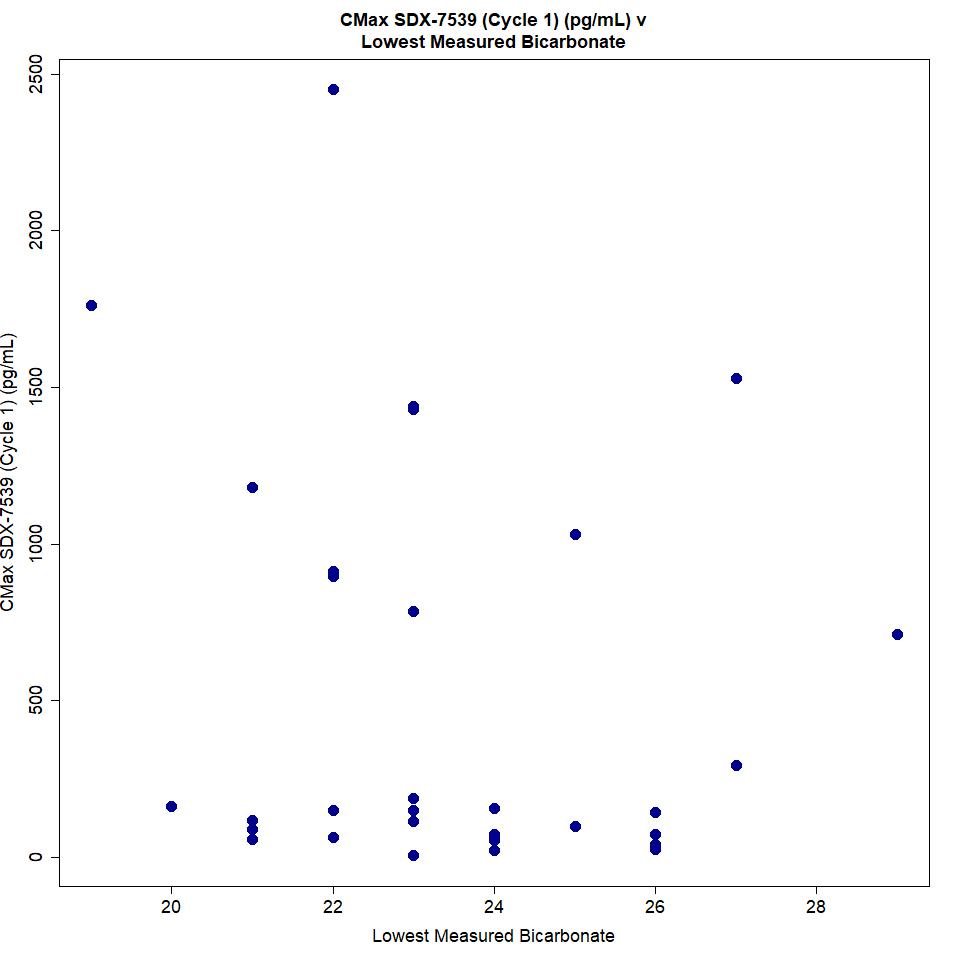 CMax SDX-7539 (Cycle 1) (pg/mL) v
Lowest Measured Bicarbonate
2500
2000
1500
1000
500
0
CMax SDX-7539 (Cycle 1) (pg/mL)
20 22 24 26 28
Lowest Measured Bicarbonate